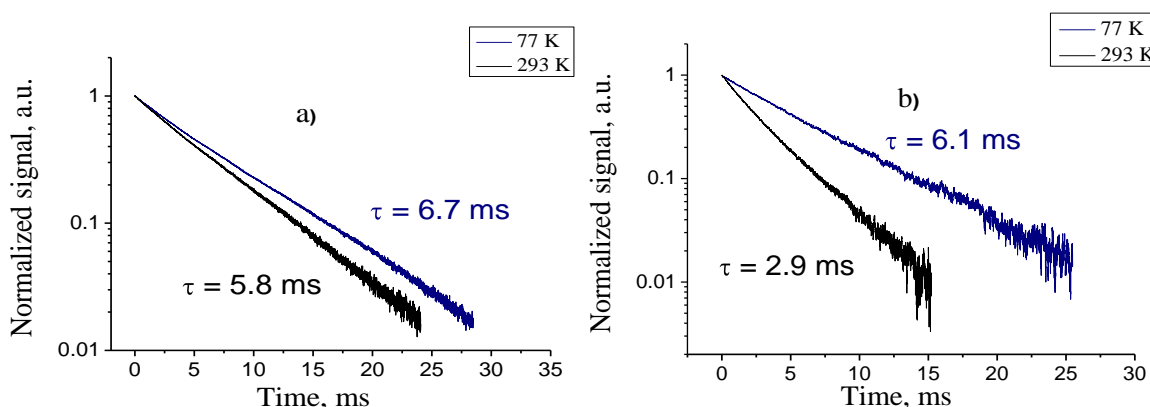 77 K
293 K
a)
Normalized signal, a.u.
1
0.1
0.01
τ = 6.7 ms
τ = 5.8 ms
0 5 10 15 20 25 30 35
Time, ms
77 K
293 K
b)
Normalized signal, a.u.
1
0.1
0.01
τ = 6.1 ms
τ = 2.9 ms
0 5 10 15 20 25 30
Time, ms